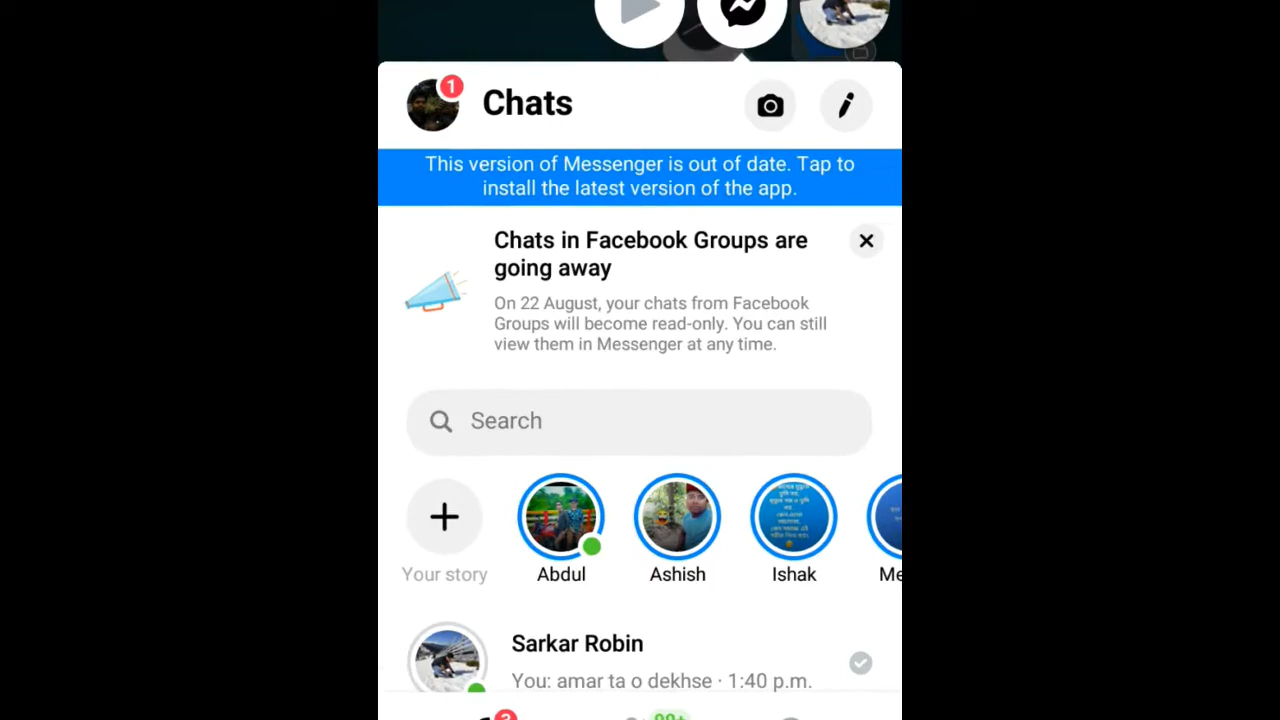 1
Chats
This version of Messenger is out of date. Tap to
install the latest version of the app.
Chats in Facebook Groups are
going away
On 22 August, your chats from Facebook
Groups will become read-only. You can still
view them in Messenger at any time.
Search
Your story
Abdul
Ashish
Ishak
Me
Sarkar Robin
You: amar ta o dekhse · 1:40 p.m.